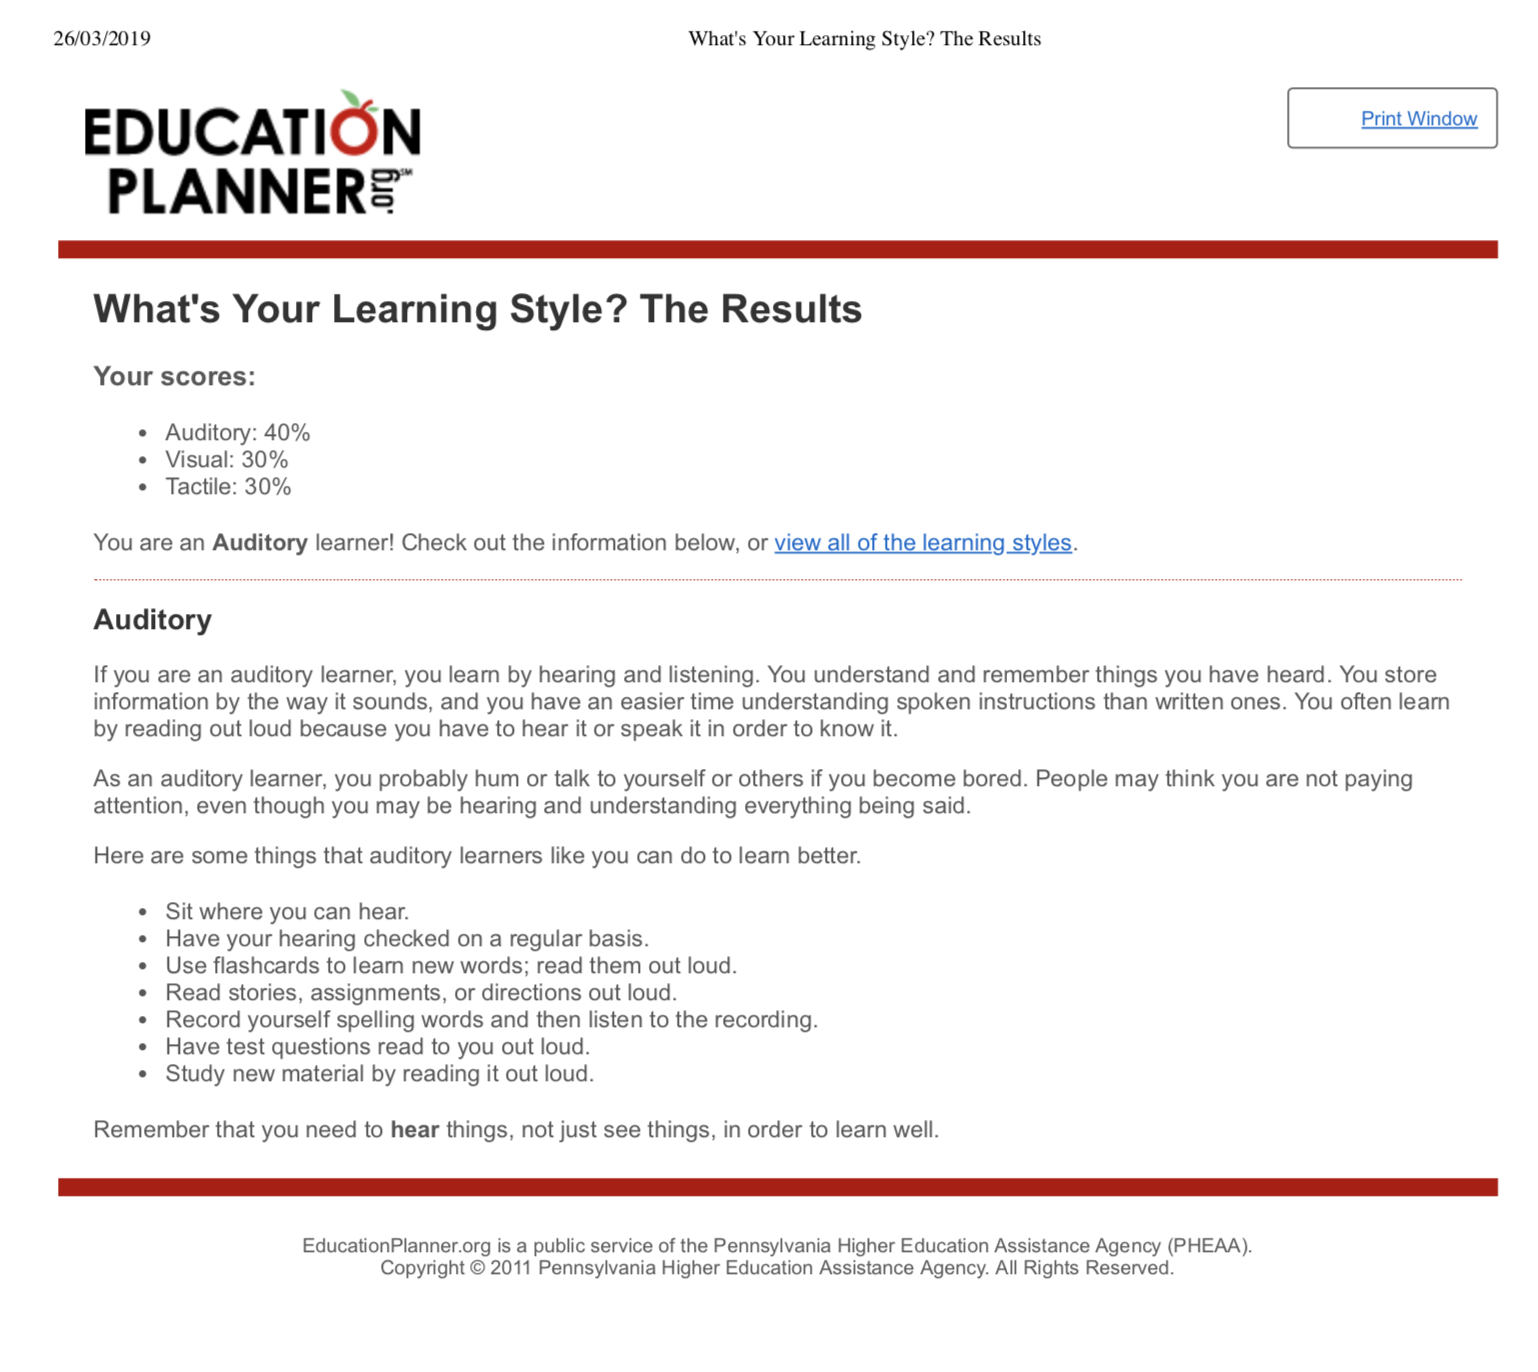 26/03/2019
What's Your Learning Style? The Results
EDUCATION
PLANNER.org℠
Print Window
What's Your Learning Style? The Results
Your scores:
• Auditory: 40%
• Visual: 30%
• Tactile: 30%
You are an Auditory learner! Check out the information below, or view all of the learning styles.
Auditory
If you are an auditory learner, you learn by hearing and listening. You understand and remember things you have heard. You store
information by the way it sounds, and you have an easier time understanding spoken instructions than written ones. You often learn
by reading out loud because you have to hear it or speak it in order to know it.
As an auditory learner, you probably hum or talk to yourself or others if you become bored. People may think you are not paying
attention, even though you may be hearing and understanding everything being said.
Here are some things that auditory learners like you can do to learn better.
• Sit where you can hear.
• Have your hearing checked on a regular basis.
• Use flashcards to learn new words; read them out loud.
• Read stories, assignments, or directions out loud.
• Record yourself spelling words and then listen to the recording.
• Have test questions read to you out loud.
• Study new material by reading it out loud.
Remember that you need to hear things, not just see things, in order to learn well.
EducationPlanner.org is a public service of the Pennsylvania Higher Education Assistance Agency (PHEAA).
Copyright © 2011 Pennsylvania Higher Education Assistance Agency. All Rights Reserved.